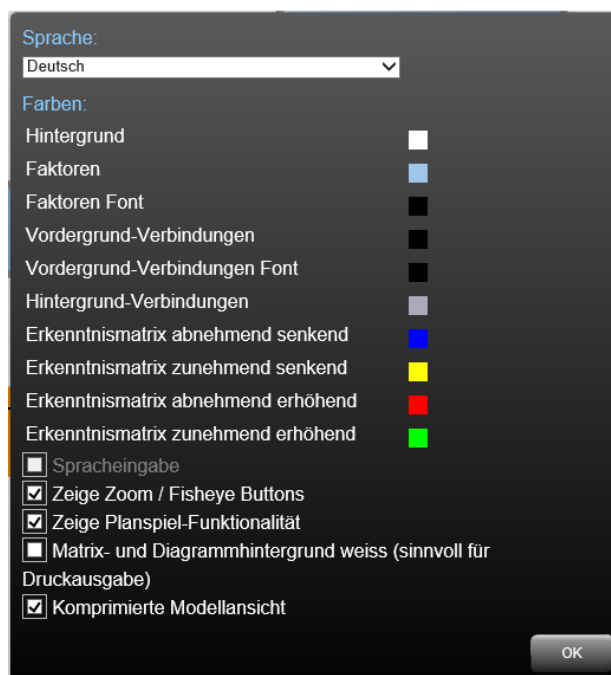 Sprache:
Deutsch
Farben:
Hintergrund
Faktoren
Faktoren Font
Vordergrund-Verbindungen
Vordergrund-Verbindungen Font
Hintergrund-Verbindungen
Erkenntnismatrix abnehmend senkend
Erkenntnismatrix zunehmend senkend
Erkenntnismatrix abnehmend erhöhend
Erkenntnismatrix zunehmend erhöhend
Spracheingabe
Zeige Zoom / Fisheye Buttons
Zeige Planspiel-Funktionalität
Matrix- und Diagrammhintergrund weiss (sinnvoll für
Druckausgabe)
Komprimierte Modellansicht
OK